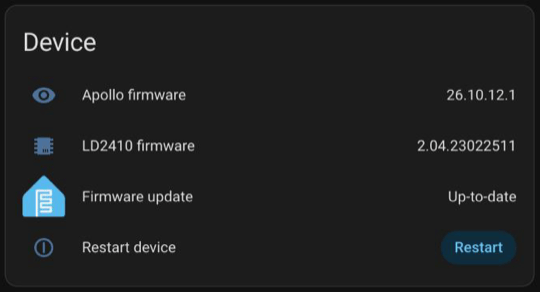 Device
Apollo firmware 26.10.12.1
LD2410 firmware 2.04.23022511
Firmware update Up-to-date
Restart device Restart